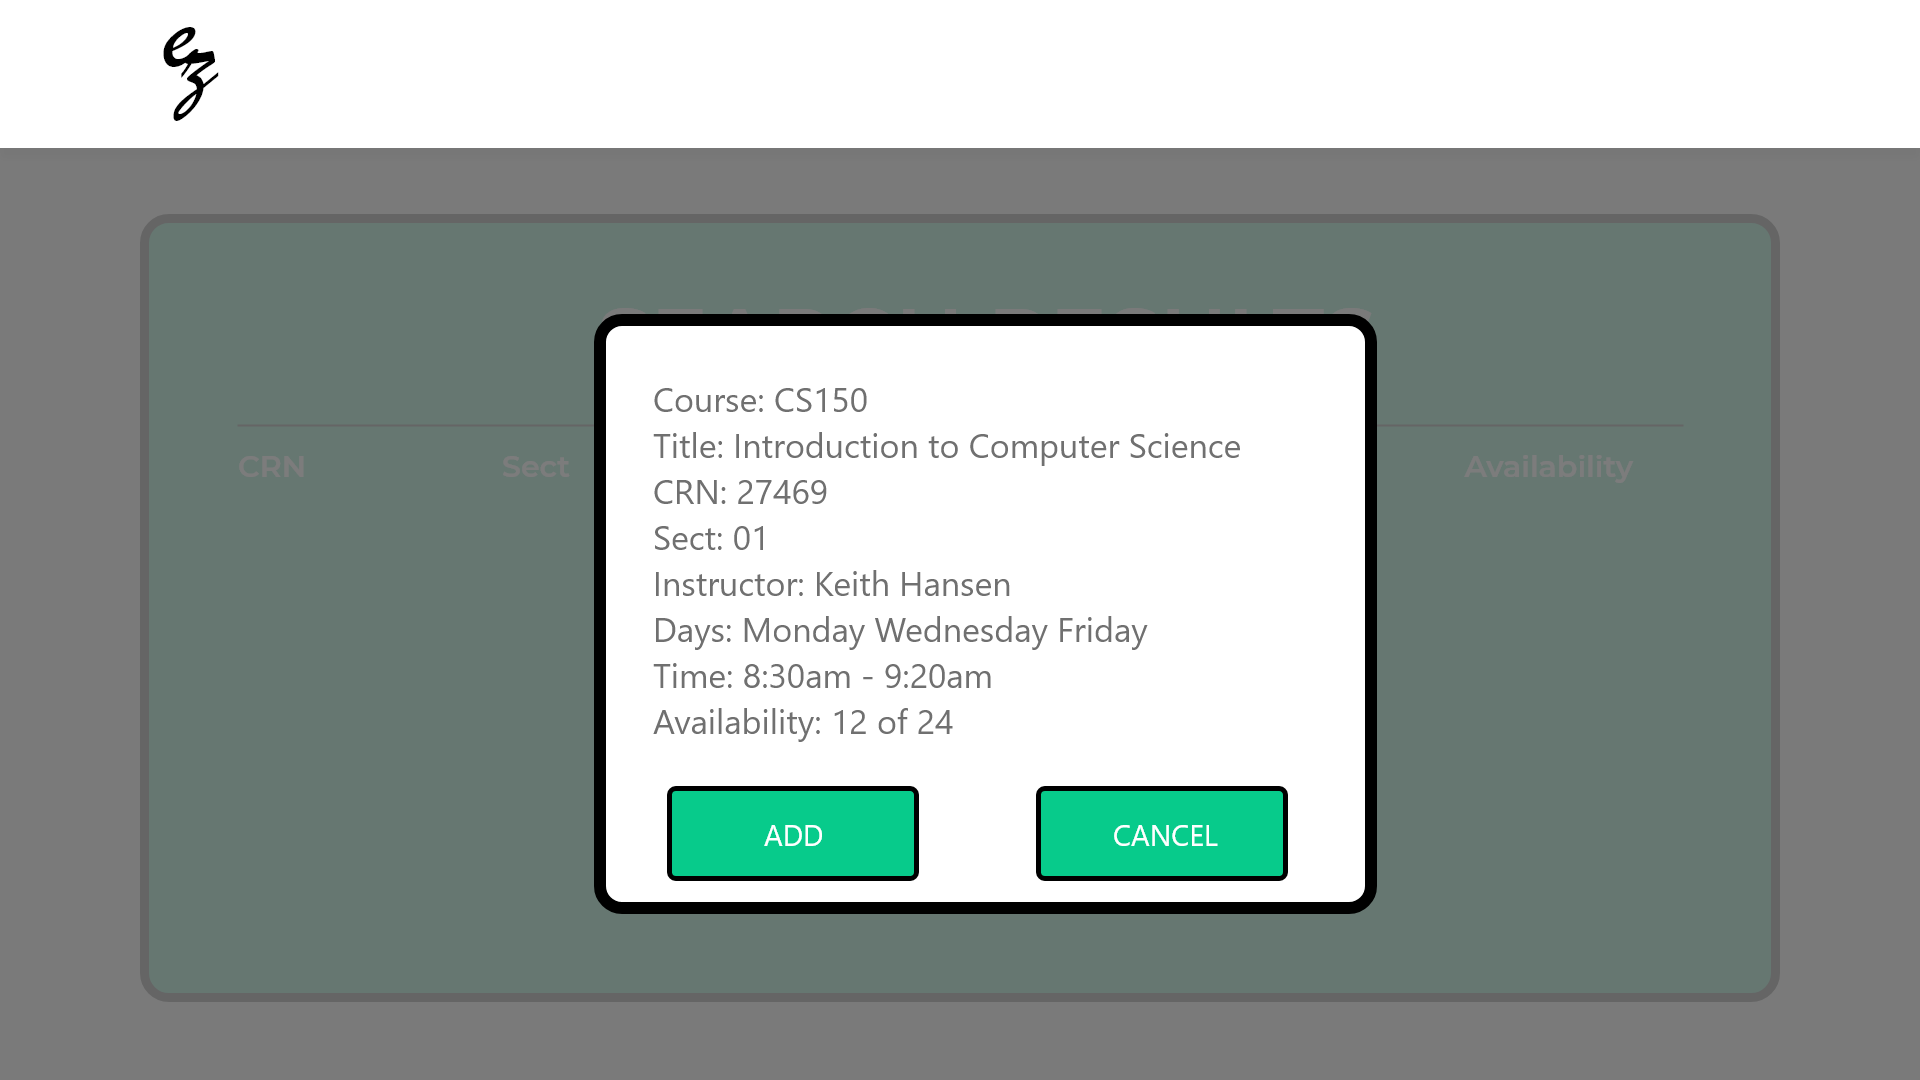 ez
Course: CS150
Title: Introduction to Computer Science
CRN: 27469
Sect: 01
Instructor: Keith Hansen
Days: Monday Wednesday Friday
Time: 8:30am - 9:20am
Availability: 12 of 24
ADD CANCEL
CRN Sect Availability